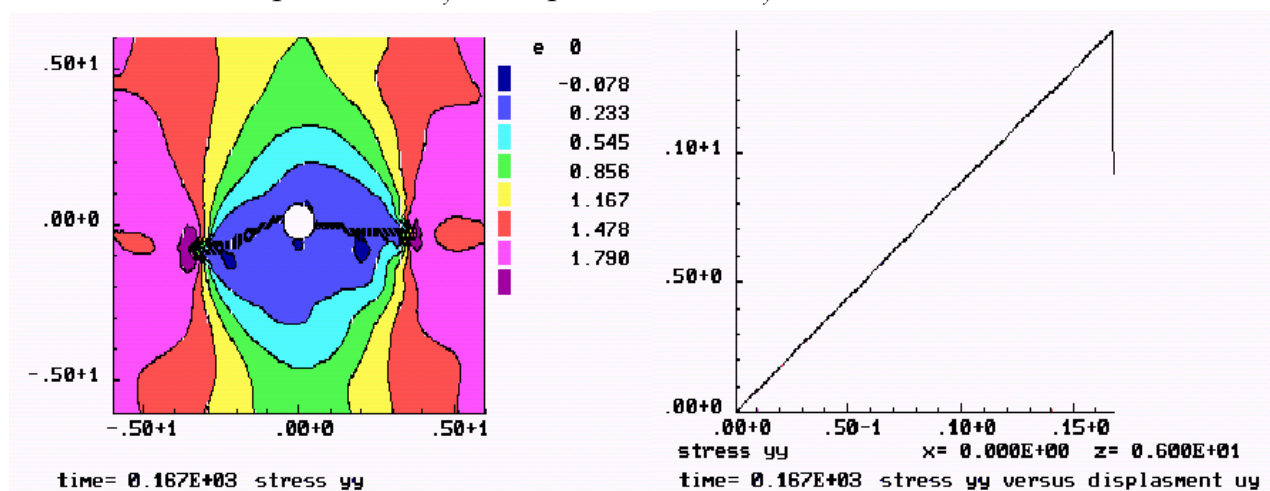 .50+1
.00+0
-.50+1
-.50+1 .00+0 .50+1
e 0
-0.078
0.233
0.545
0.856
1.167
1.478
1.790
time= 0.167E+03 stress yy
.10+1
.50+0
.00+0
.00+0 .50-1 .10+0 .15+0
stress yy x= 0.000E+00 z= 0.600E+01
time= 0.167E+03 stress yy versus displasment uy